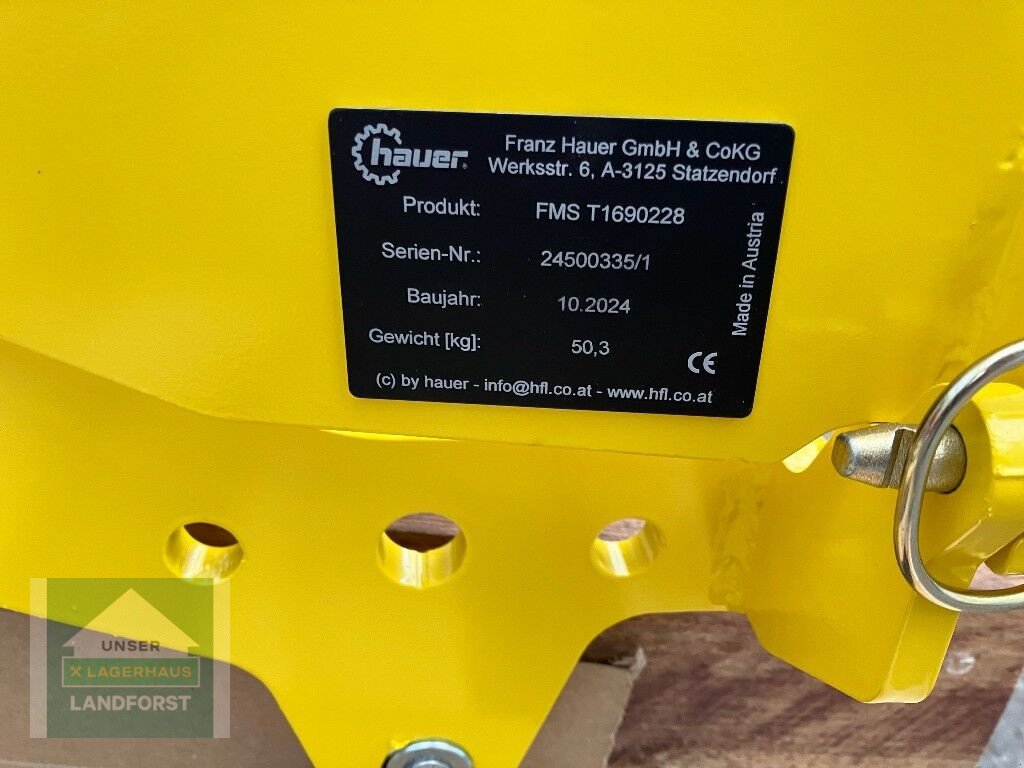 hauer®
Franz Hauer GmbH & CoKG
Werksstr. 6, A-3125 Statzendorf
Produkt: FMS T1690228
Serien-Nr.: 24500335/1
Baujahr: 10.2024
Gewicht [kg]: 50,3
Made in Austria
CE
(c) by hauer - info@hfl.co.at - www.hfl.co.at
UNSER
X LAGERHAUS
LANDFORST